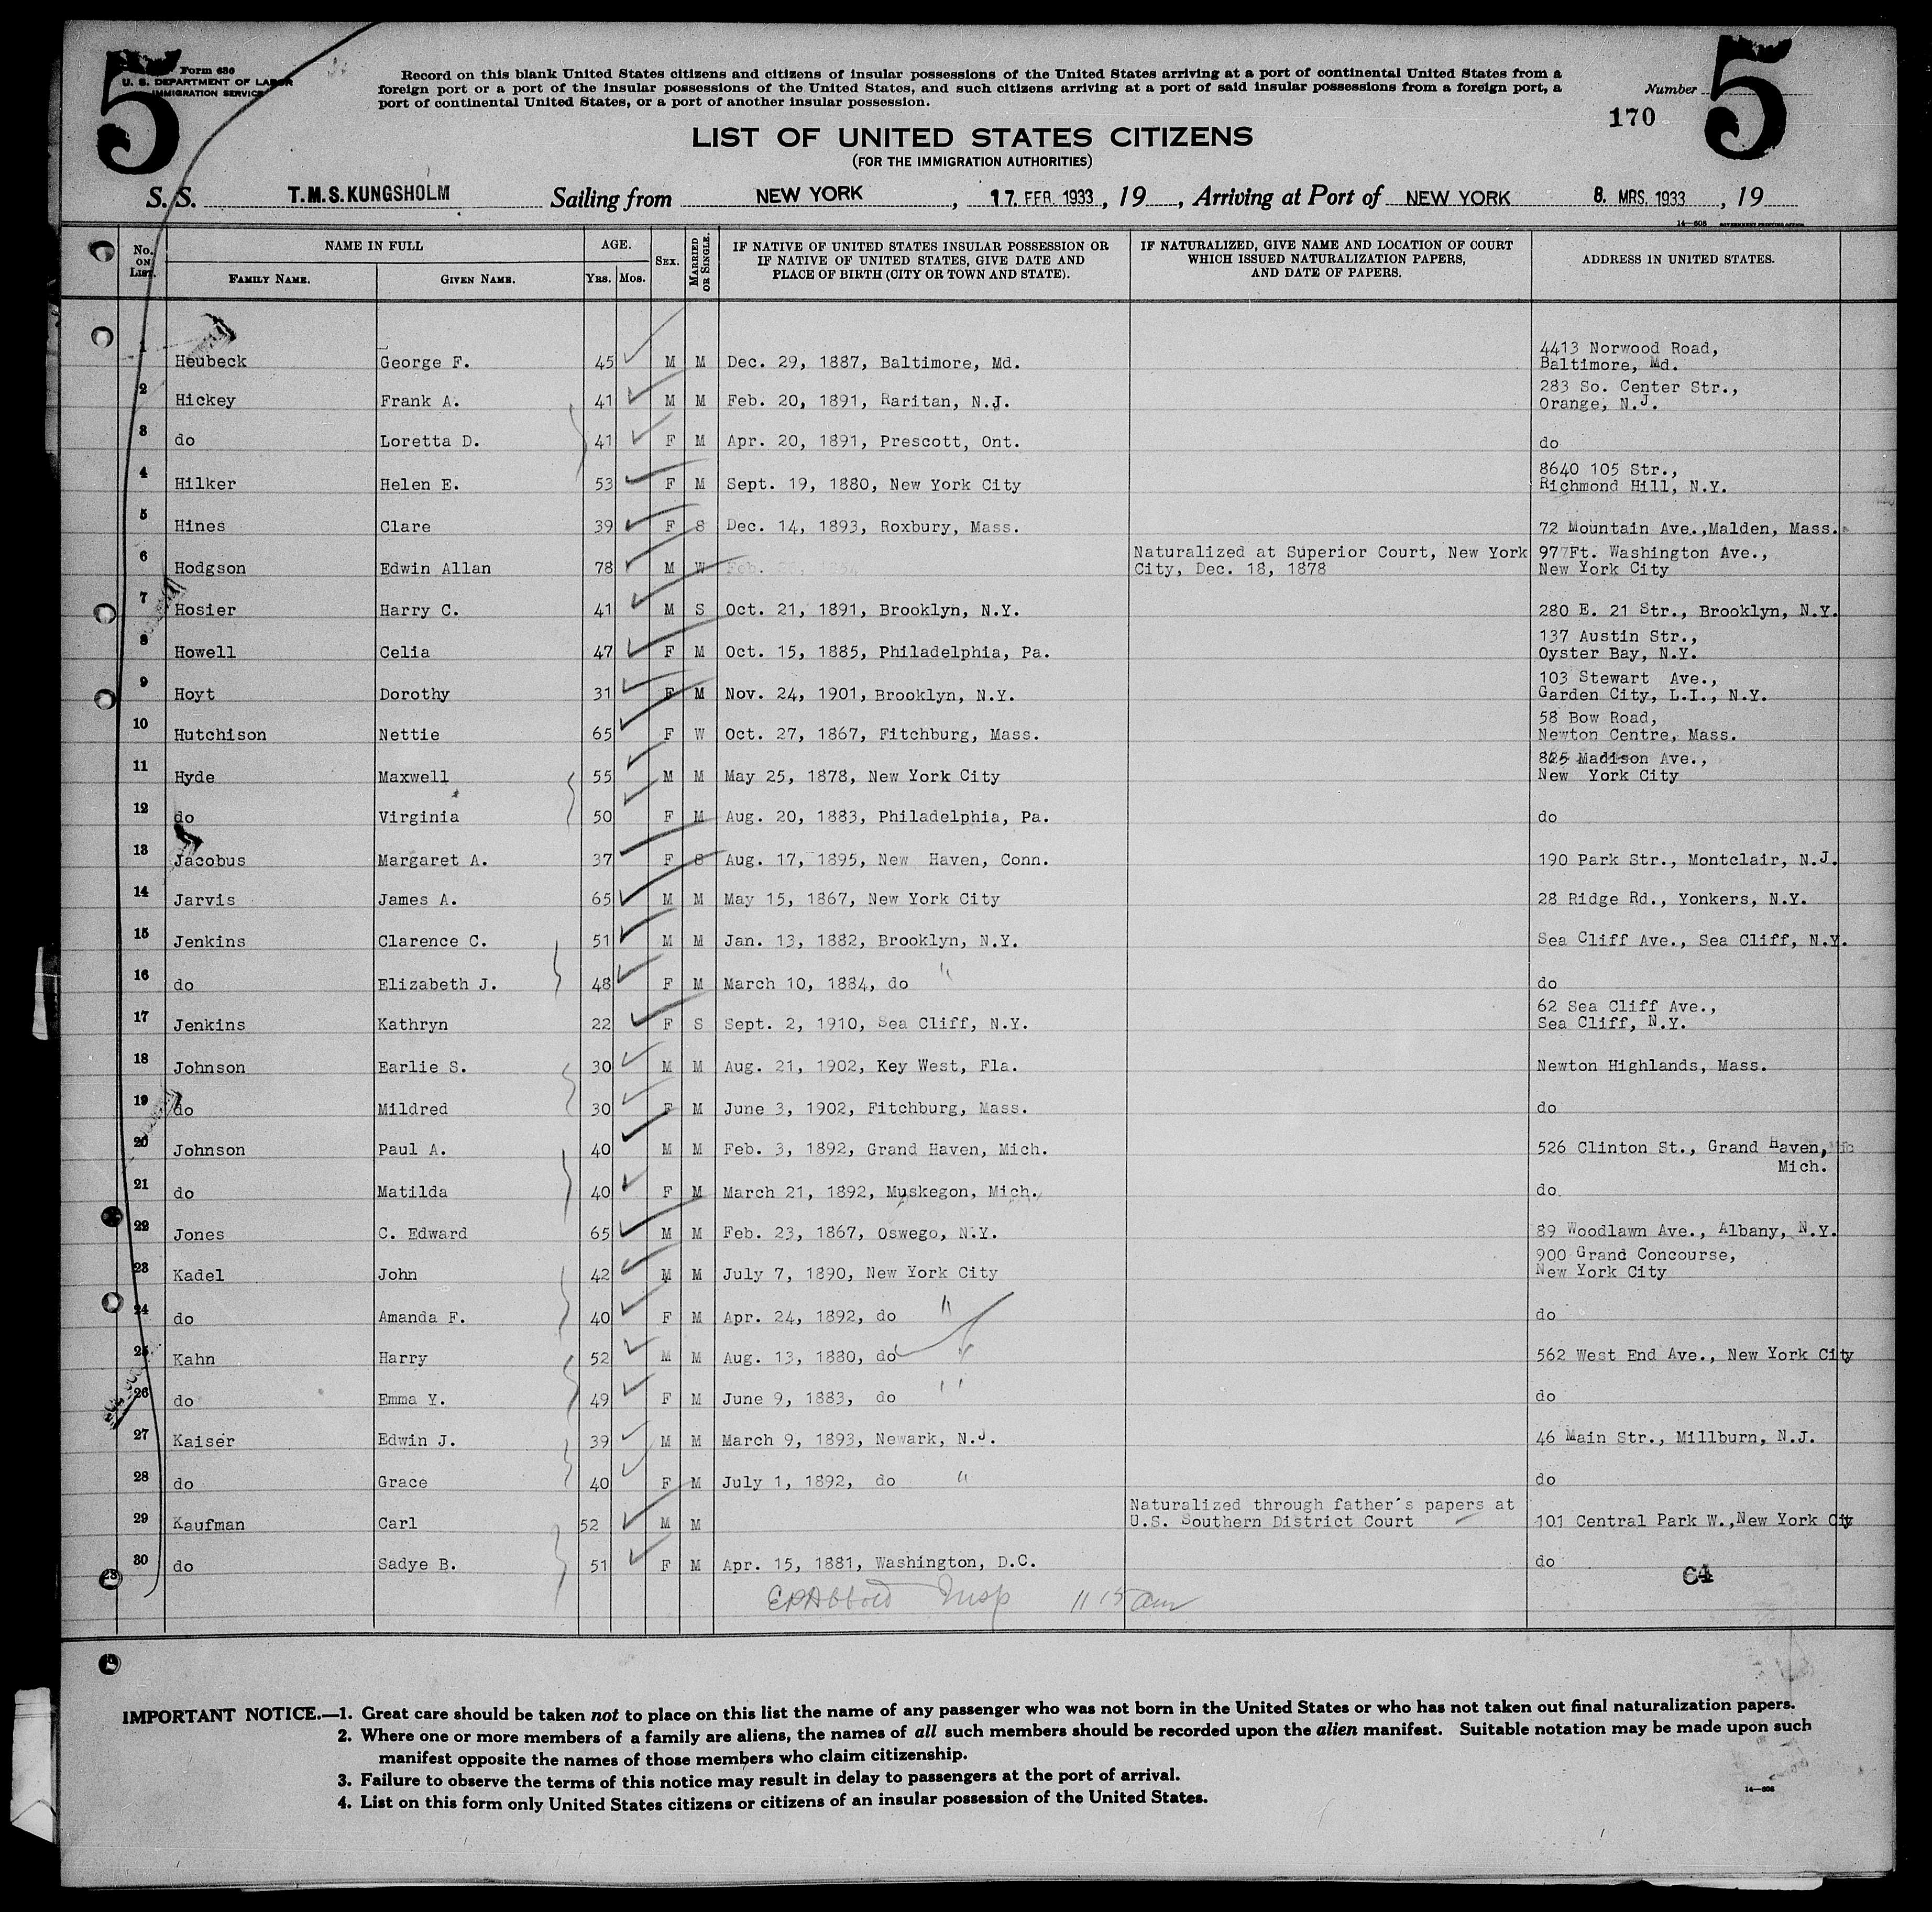 5
Form 630
U. S. DEPARTMENT OF LABOR
IMMIGRATION SERVICE
Record on this blank United States citizens and citizens of insular possessions of the United States arriving at a port of continental United States from a
foreign port or a port of the insular possessions of the United States, and such citizens arriving at a port of said insular possessions from a foreign port, a
port of continental United States, or a port of another insular possession.
Number 5
170
LIST OF UNITED STATES CITIZENS
(FOR THE IMMIGRATION AUTHORITIES)
S. S. T.M.S. KUNGSHOLM Sailing from NEW YORK, 17. FEB. 1933, 19, Arriving at Port of NEW YORK 8. MRS. 1933, 19
14—608 GOVERNMENT PRINTING OFFICE
No. ON LIST. NAME IN FULL FAMILY NAME. GIVEN NAME. AGE. YRS. MOS. SEX. MARRIED OR SINGLE. IF NATIVE OF UNITED STATES INSULAR POSSESSION OR IF NATIVE OF UNITED STATES, GIVE DATE AND PLACE OF BIRTH (CITY OR TOWN AND STATE). IF NATURALIZED, GIVE NAME AND LOCATION OF COURT WHICH ISSUED NATURALIZATION PAPERS, AND DATE OF PAPERS. ADDRESS IN UNITED STATES.
1 Heubeck George F. 45 M M Dec. 29, 1887, Baltimore, Md. 4413 Norwood Road, Baltimore, Md.
2 Hickey Frank A. 41 M M Feb. 20, 1891, Raritan, N.J. 283 So. Center Str., Orange, N.J.
3 do Loretta D. 41 F M Apr. 20, 1891, Prescott, Ont. do
4 Hilker Helen E. 53 F M Sept. 19, 1880, New York City 8640 105 Str., Richmond Hill, N.Y.
5 Hines Clare 39 F S Dec. 14, 1893, Roxbury, Mass. 72 Mountain Ave., Malden, Mass.
6 Hodgson Edwin Allan 78 M W Naturalized at Superior Court, New York City, Dec. 18, 1878 977 Ft. Washington Ave., New York City
7 Hosier Harry C. 41 M S Oct. 21, 1891, Brooklyn, N.Y. 280 E. 21 Str., Brooklyn, N.Y.
8 Howell Celia 47 F M Oct. 15, 1885, Philadelphia, Pa. 137 Austin Str., Oyster Bay, N.Y.
9 Hoyt Dorothy 31 F M Nov. 24, 1901, Brooklyn, N.Y. 103 Stewart Ave., Garden City, L.I., N.Y.
10 Hutchison Nettie 65 F W Oct. 27, 1867, Fitchburg, Mass. 58 Bow Road, Newton Centre, Mass.
11 Hyde Maxwell 55 M M May 25, 1878, New York City 825 Madison Ave., New York City
12 do Virginia 50 F M Aug. 20, 1883, Philadelphia, Pa. do
13 Jacobus Margaret A. 37 F S Aug. 17, 1895, New Haven, Conn. 190 Park Str., Montclair, N.J.
14 Jarvis James A. 65 M M May 15, 1867, New York City 28 Ridge Rd., Yonkers, N.Y.
15 Jenkins Clarence C. 51 M M Jan. 13, 1882, Brooklyn, N.Y. Sea Cliff Ave., Sea Cliff, N.Y.
16 do Elizabeth J. 48 F M March 10, 1884, do " do
17 Jenkins Kathryn 22 F S Sept. 2, 1910, Sea Cliff, N.Y. 62 Sea Cliff Ave., Sea Cliff, N.Y.
18 Johnson Earlie S. 30 M M Aug. 21, 1902, Key West, Fla. Newton Highlands, Mass.
19 do Mildred 30 F M June 3, 1902, Fitchburg, Mass. do
20 Johnson Paul A. 40 M M Feb. 3, 1892, Grand Haven, Mich. 526 Clinton St., Grand Haven, Mich.
21 do Matilda 40 F M March 21, 1892, Muskegon, Mich. do
22 Jones C. Edward 65 M M Feb. 23, 1867, Oswego, N.Y. 89 Woodlawn Ave., Albany, N.Y.
23 Kadel John 42 M M July 7, 1890, New York City 900 Grand Concourse, New York City
24 do Amanda F. 40 F M Apr. 24, 1892, do " do
25 Kahn Harry 52 M M Aug. 13, 1880, do " 562 West End Ave., New York City
26 do Emma Y. 49 F M June 9, 1883, do " do
27 Kaiser Edwin J. 39 M M March 9, 1893, Newark, N.J. 46 Main Str., Millburn, N.J.
28 do Grace 40 F M July 1, 1892, do " do
29 Kaufman Carl 52 M M Naturalized through father's papers at U.S. Southern District Court 101 Central Park W., New York City
30 do Sadye B. 51 F M Apr. 15, 1881, Washington, D.C. do
C4
Insp 11 15 am
IMPORTANT NOTICE.—1. Great care should be taken not to place on this list the name of any passenger who was not born in the United States or who has not taken out final naturalization papers.
2. Where one or more members of a family are aliens, the names of all such members should be recorded upon the alien manifest. Suitable notation may be made upon such
manifest opposite the names of those members who claim citizenship.
3. Failure to observe the terms of this notice may result in delay to passengers at the port of arrival.
4. List on this form only United States citizens or citizens of an insular possession of the United States.
14—608